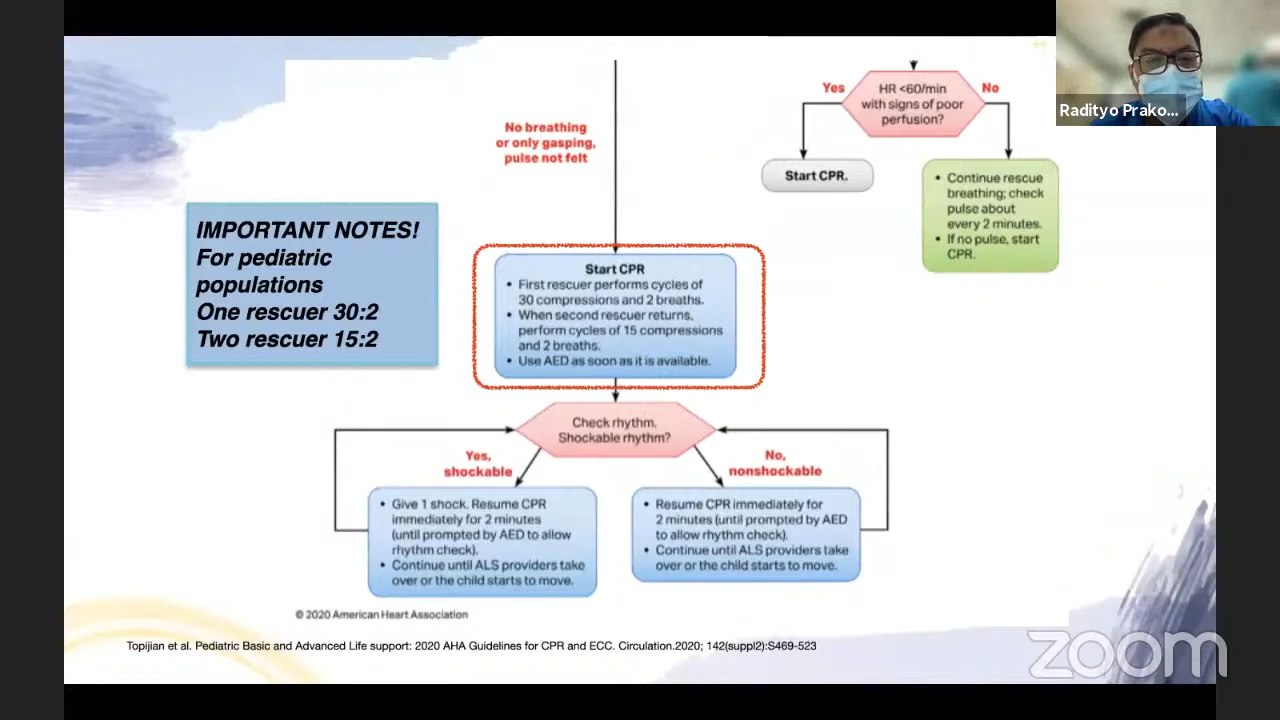 Radityo Prako...
Yes
HR <60/min
with signs of poor
perfusion?
No
No breathing
or only gasping,
pulse not felt
Start CPR.
• Continue rescue
breathing; check
pulse about
every 2 minutes.
• If no pulse, start
CPR.
IMPORTANT NOTES!
For pediatric
populations
One rescuer 30:2
Two rescuer 15:2
Start CPR
• First rescuer performs cycles of
30 compressions and 2 breaths.
• When second rescuer returns,
perform cycles of 15 compressions
and 2 breaths.
• Use AED as soon as it is available.
Check rhythm.
Shockable rhythm?
Yes,
shockable
No,
nonshockable
• Give 1 shock. Resume CPR
immediately for 2 minutes
(until prompted by AED to allow
rhythm check).
• Continue until ALS providers take
over or the child starts to move.
• Resume CPR immediately for
2 minutes (until prompted by AED
to allow rhythm check).
• Continue until ALS providers take
over or the child starts to move.
© 2020 American Heart Association
Topijian et al. Pediatric Basic and Advanced Life support: 2020 AHA Guidelines for CPR and ECC. Circulation.2020; 142(suppl2):S469-523
zoom